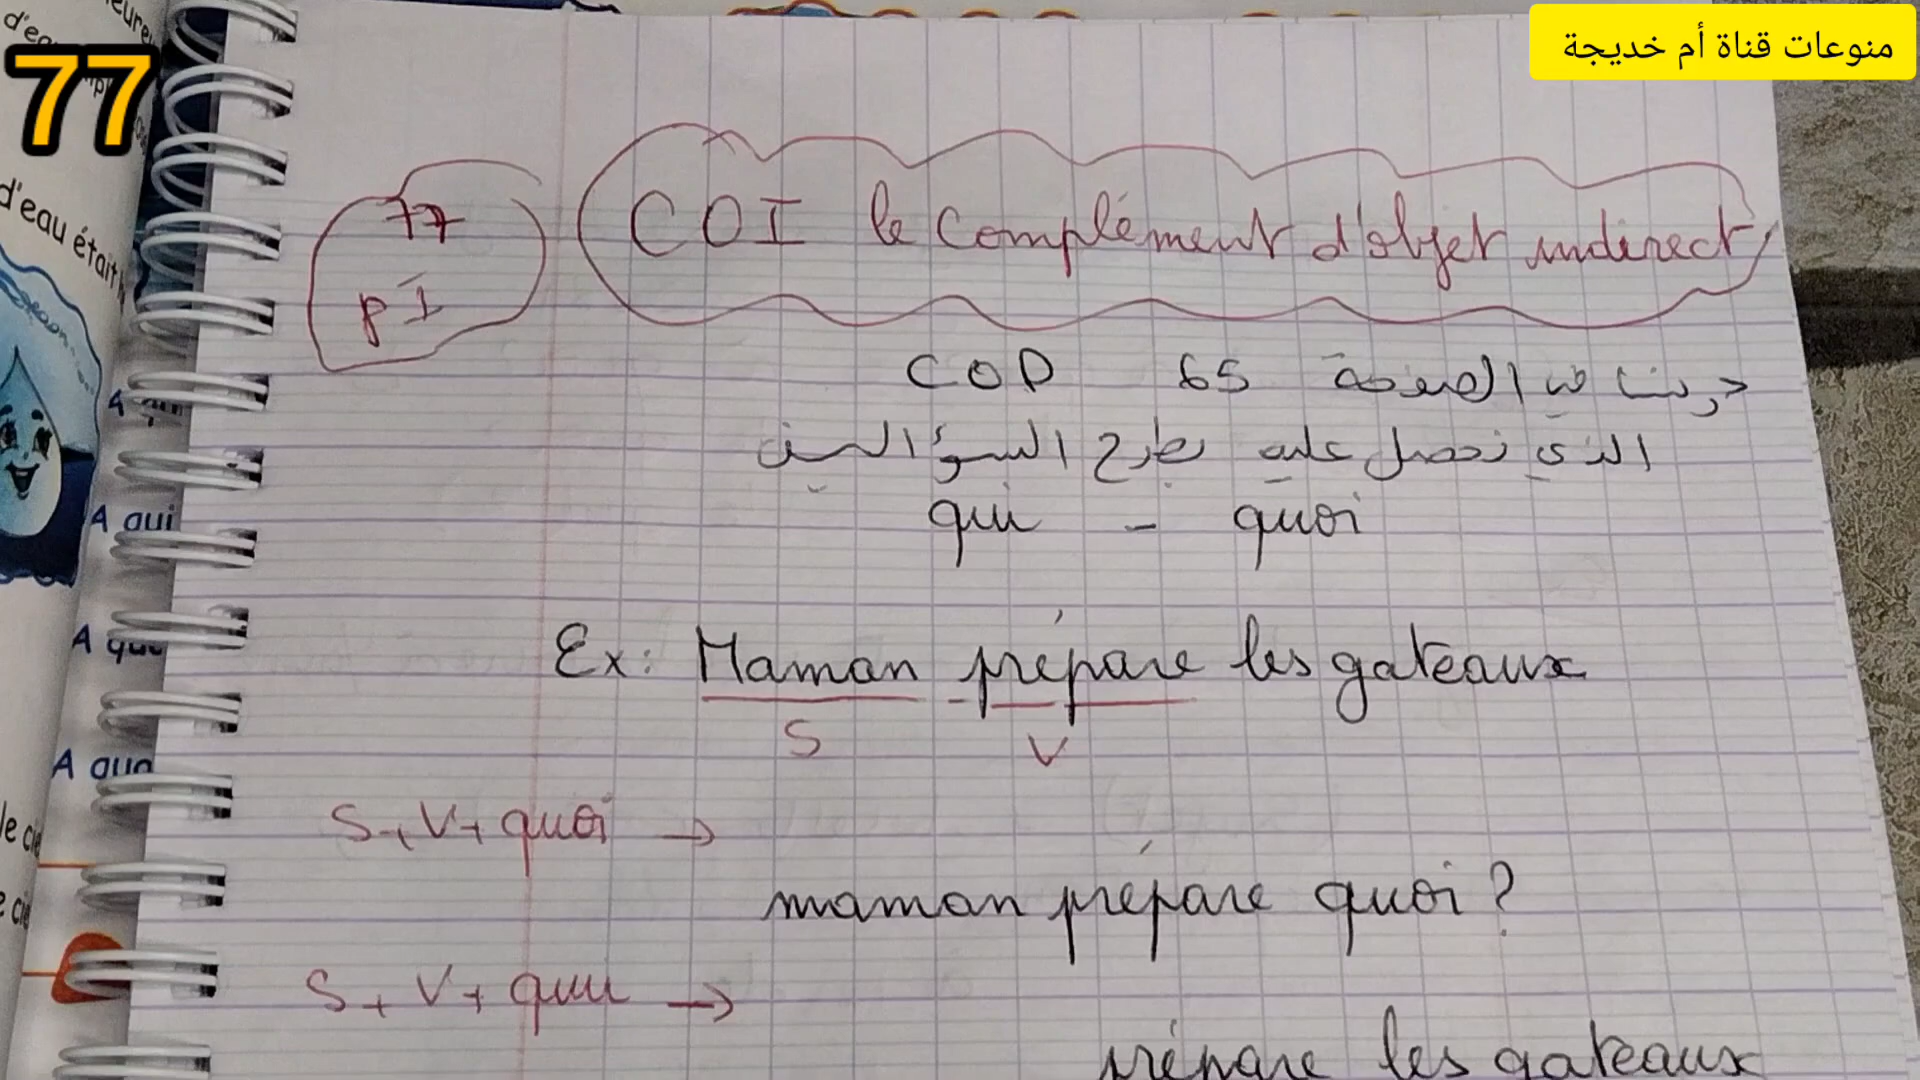 77
منوعات قناة أم خديجة
d'eau était
77
p 1
COI le complément d'objet indirect
درسنا في الصفحة 65 COD
الذي نحصل عليه بطرح السؤالين
qui - quoi
Ex: Maman prépare les gateaux
S V
S + V + quoi →
maman prépare quoi ?
S + V + qui →
prépare les gateaux
A qui